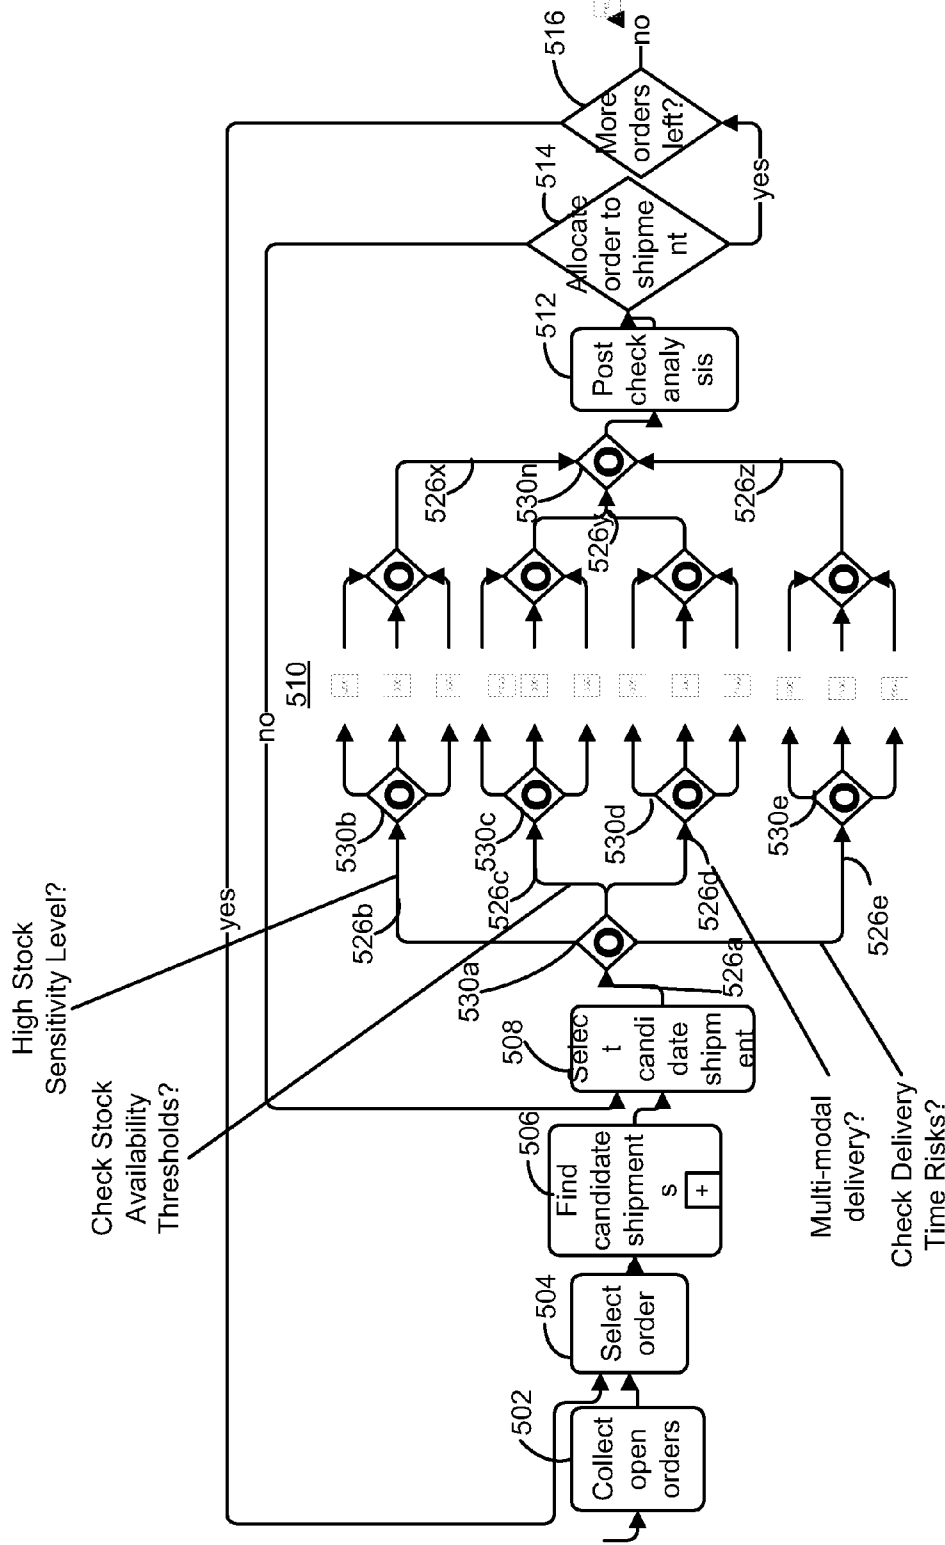 High Stock
Sensitivity Level?
Check Stock
Availability
Thresholds?
yes
no
510
502
Collect
open
orders
504
Select
order
506
Find
candidate
shipment
s
+
508
Selec
t
candi
date
shipm
ent
530a
526a
526b
530b
526c
530c
526d
530d
526e
530e
526x
526y
526z
530n
512
Post
check
analy
sis
514
Allocate
order to
shipme
nt
yes
516
More
orders
left?
no
Multi-modal
delivery?
Check Delivery
Time Risks?